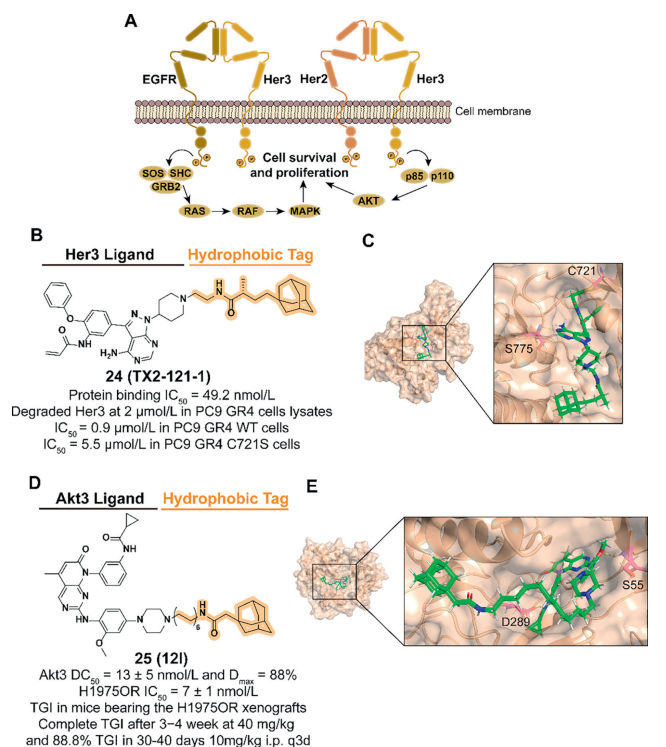 A
EGFR
Her3
Her2
Her3
Cell membrane
P
P
P
P
Cell survival
and proliferation
SOS
SHC
GRB2
p85
p110
RAS
RAF
MAPK
AKT
B
Her3 Ligand
Hydrophobic Tag
O
HN
O
N
N
N
N
N
NH2
H
N
O
24 (TX2-121-1)
Protein binding IC50 = 49.2 nmol/L
Degraded Her3 at 2 μmol/L in PC9 GR4 cells lysates
IC50 = 0.9 μmol/L in PC9 GR4 WT cells
IC50 = 5.5 μmol/L in PC9 GR4 C721S cells
C
C721
S775
D
Akt3 Ligand
Hydrophobic Tag
O
NH
O
N
N
N
NH
O
N
N
6
H
N
O
25 (12l)
Akt3 DC50 = 13 ± 5 nmol/L and Dmax = 88%
H1975OR IC50 = 7 ± 1 nmol/L
TGI in mice bearing the H1975OR xenografts
Complete TGI after 3–4 week at 40 mg/kg
and 88.8% TGI in 30-40 days 10mg/kg i.p. q3d
E
S55
D289